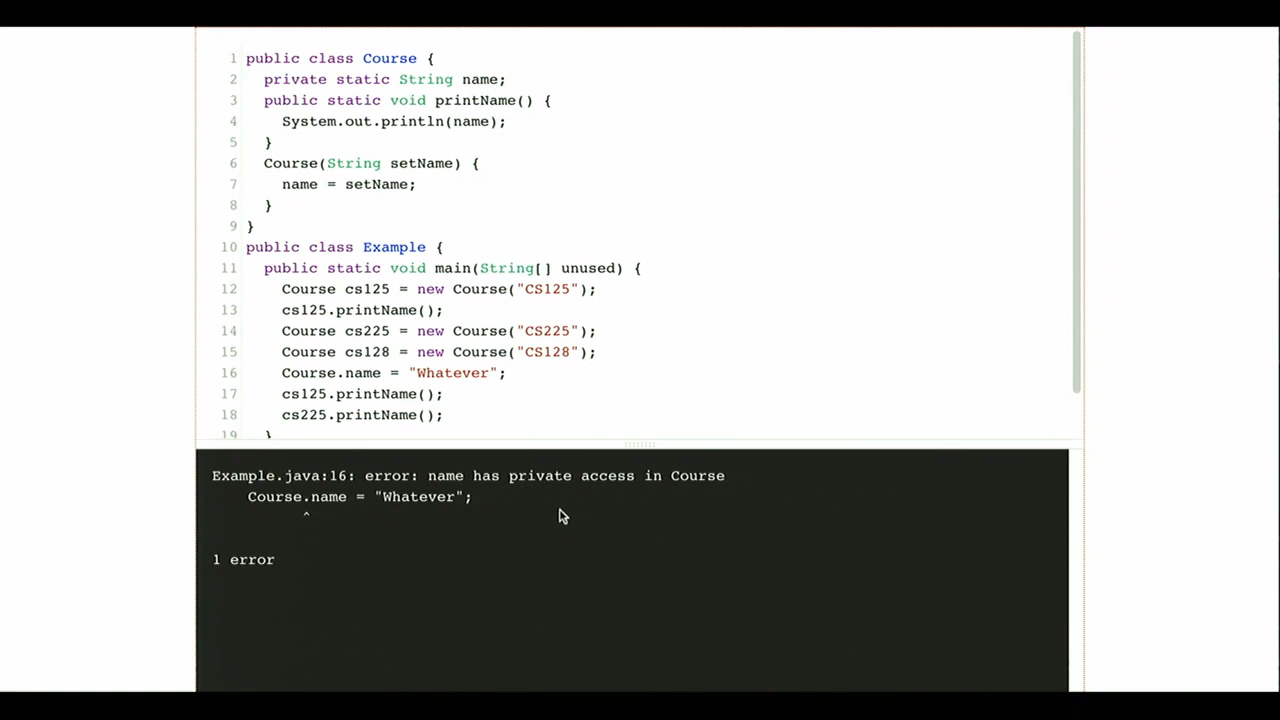 1 public class Course {
2   private static String name;
3   public static void printName() {
4     System.out.println(name);
5   }
6   Course(String setName) {
7     name = setName;
8   }
9 }
10 public class Example {
11   public static void main(String[] unused) {
12     Course cs125 = new Course("CS125");
13     cs125.printName();
14     Course cs225 = new Course("CS225");
15     Course cs128 = new Course("CS128");
16     Course.name = "Whatever";
17     cs125.printName();
18     cs225.printName();
19   }
Example.java:16: error: name has private access in Course
    Course.name = "Whatever";
          ^
1 error